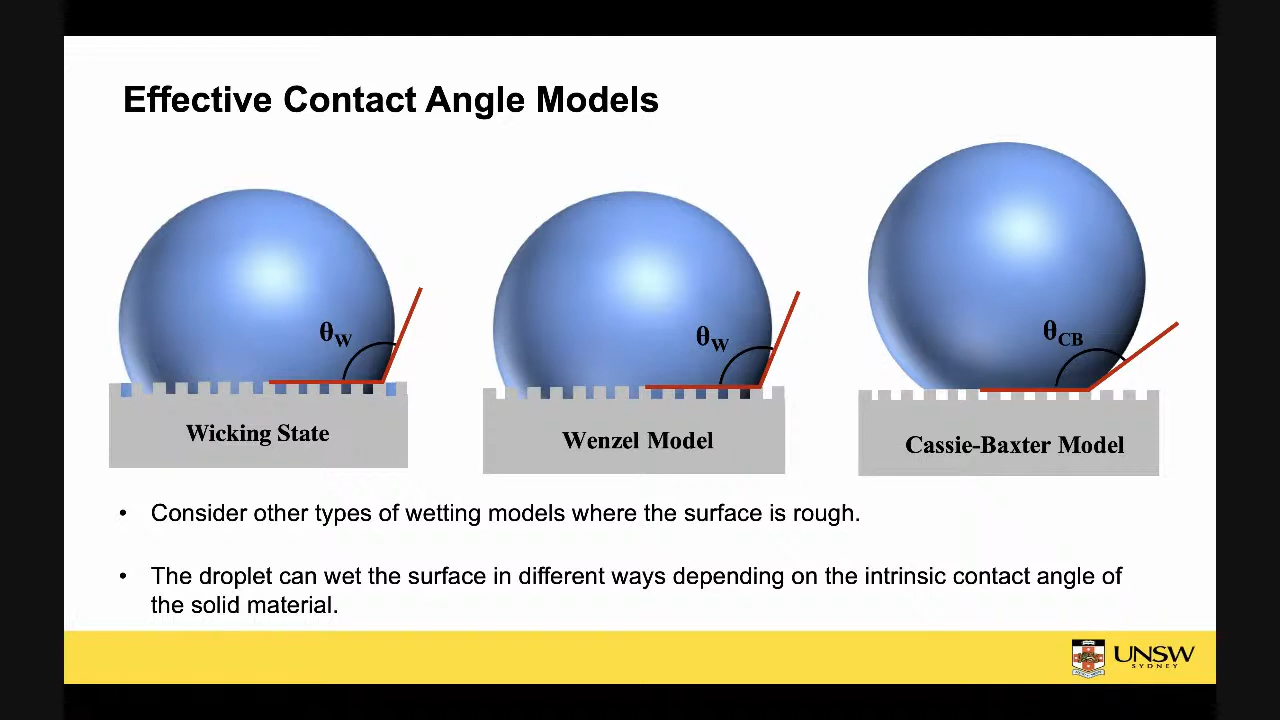 Effective Contact Angle Models
θW
θW
θCB
Wicking State
Wenzel Model
Cassie-Baxter Model
• Consider other types of wetting models where the surface is rough.
• The droplet can wet the surface in different ways depending on the intrinsic contact angle of
the solid material.
UNSW
SYDNEY